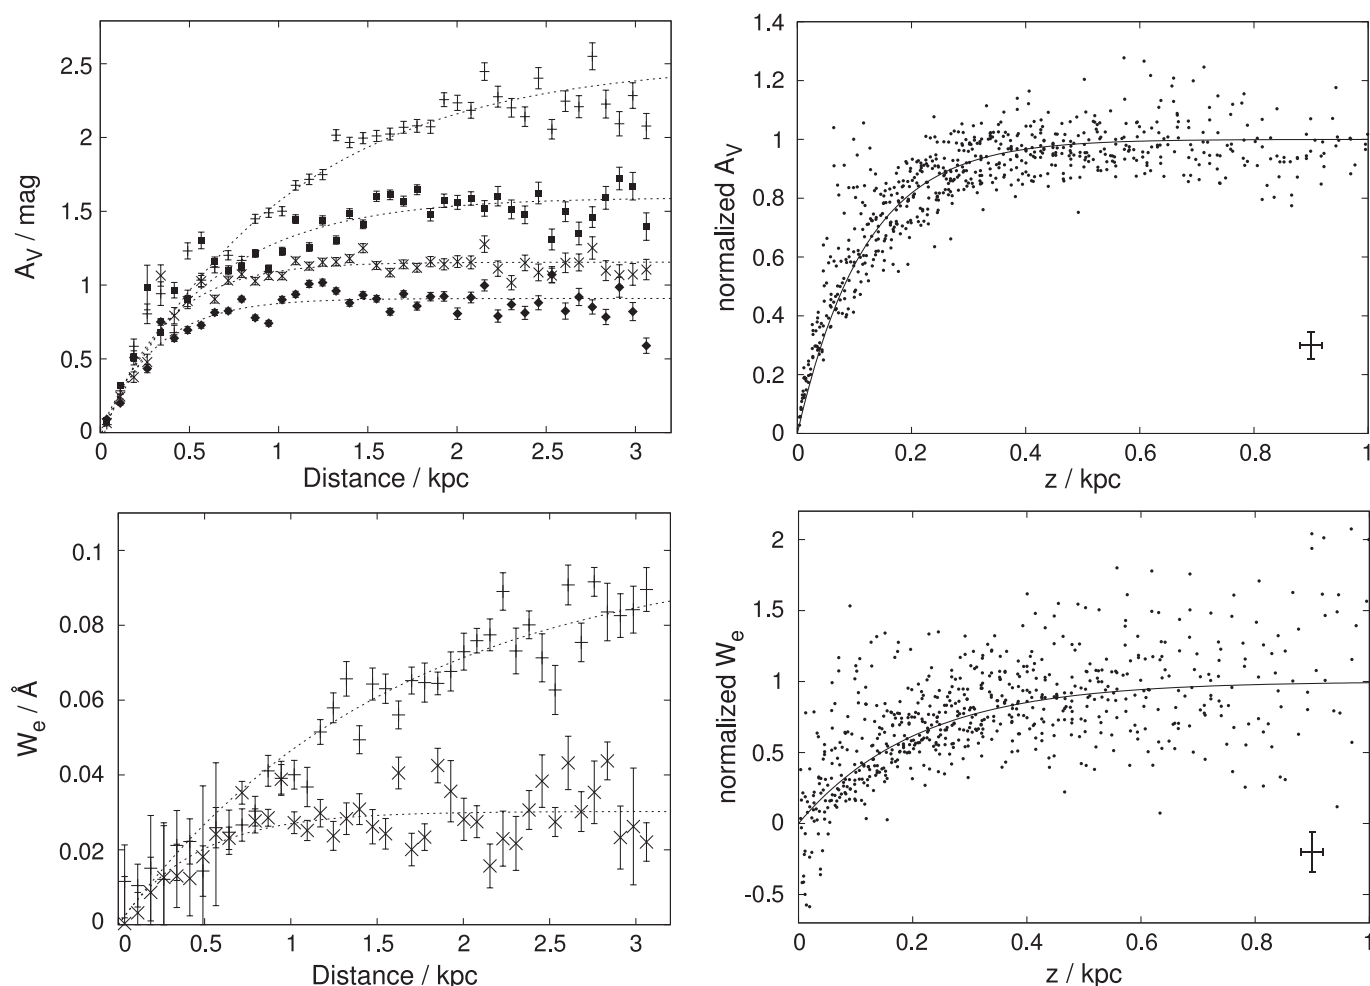 2.5
2
1.5
1
0.5
0
A_V / mag
0 0.5 1 1.5 2 2.5 3
Distance / kpc
1.4
1.2
1
0.8
0.6
0.4
0.2
0
normalized A_V
0 0.2 0.4 0.6 0.8 1
z / kpc
0.1
0.08
0.06
0.04
0.02
0
W_e / Å
0 0.5 1 1.5 2 2.5 3
Distance / kpc
2
1.5
1
0.5
0
-0.5
normalized W_e
0 0.2 0.4 0.6 0.8 1
z / kpc